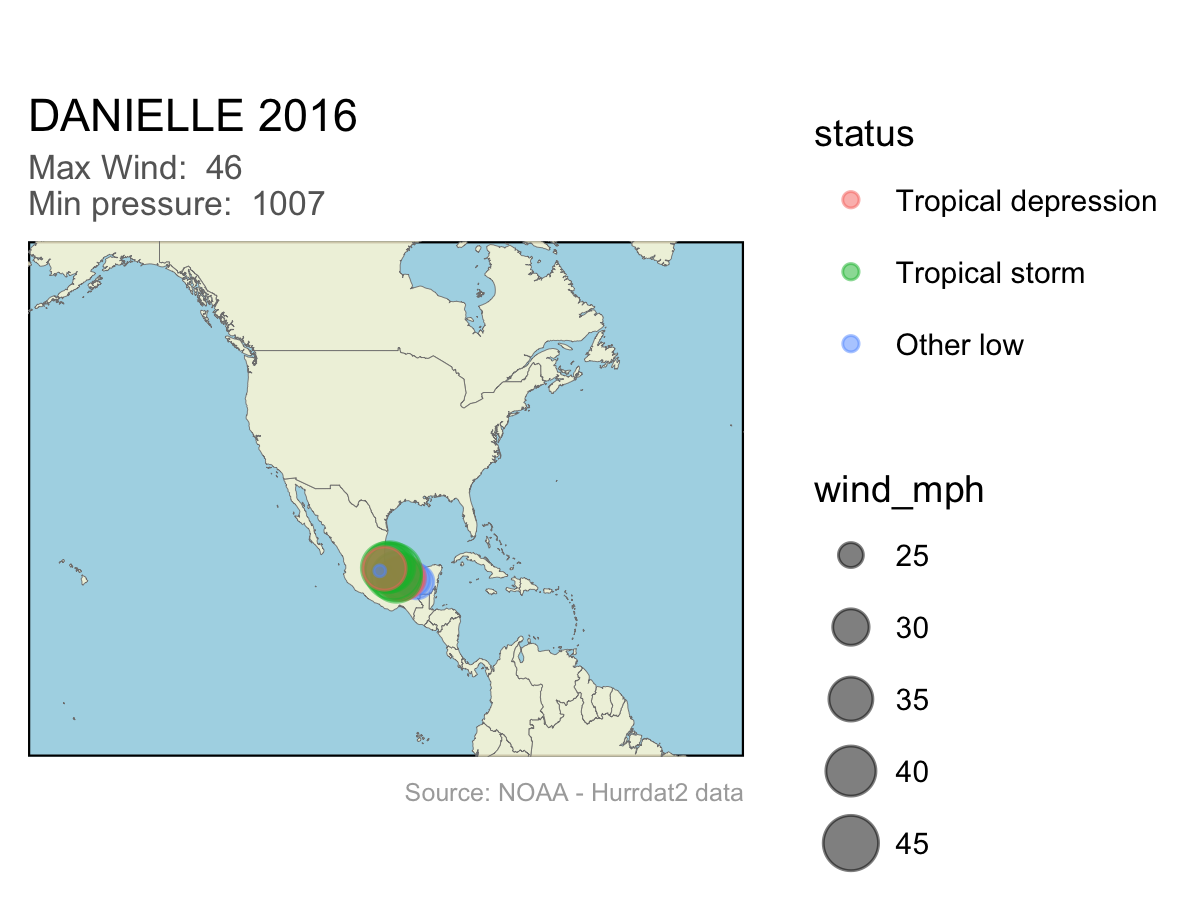 DANIELLE 2016
Max Wind:  46
Min pressure:  1007
status
Tropical depression
Tropical storm
Other low
wind_mph
25
30
35
40
45
Source: NOAA - Hurrdat2 data